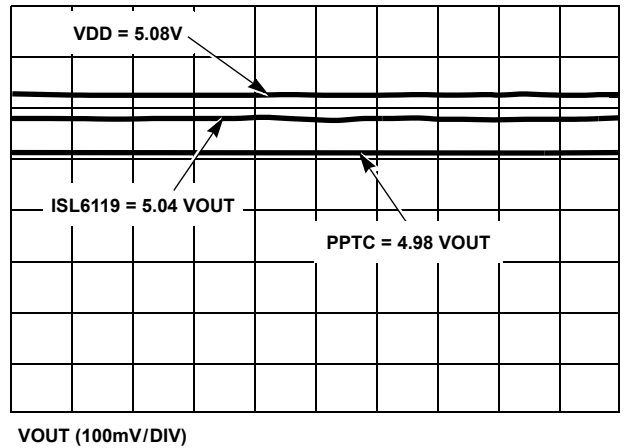 VDD = 5.08V
ISL6119 = 5.04 VOUT
PPTC = 4.98 VOUT
VOUT (100mV/DIV)